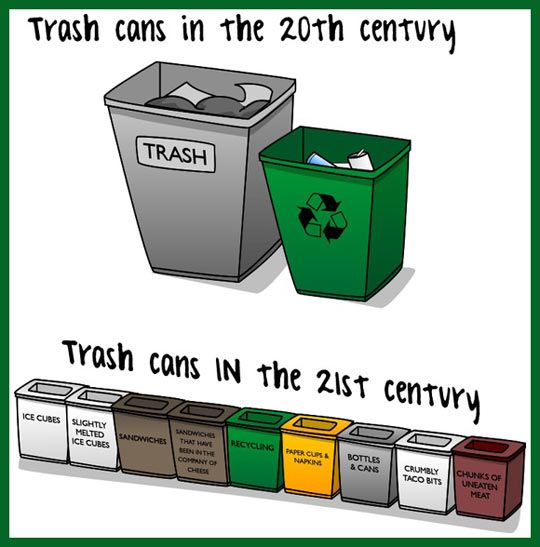 Trash cans in the 20th century
TRASH
Trash cans IN the 21st century
ICE CUBES
SLIGHTLY
MELTED
ICE CUBES
SANDWICHES
SANDWICHES
THAT HAVE
BEEN IN THE
COMPANY OF
CHEESE
RECYCLING
PAPER CUPS &
NAPKINS
BOTTLES
& CANS
CRUMBLY
TACO BITS
CHUNKS OF
UNEATEN
MEAT